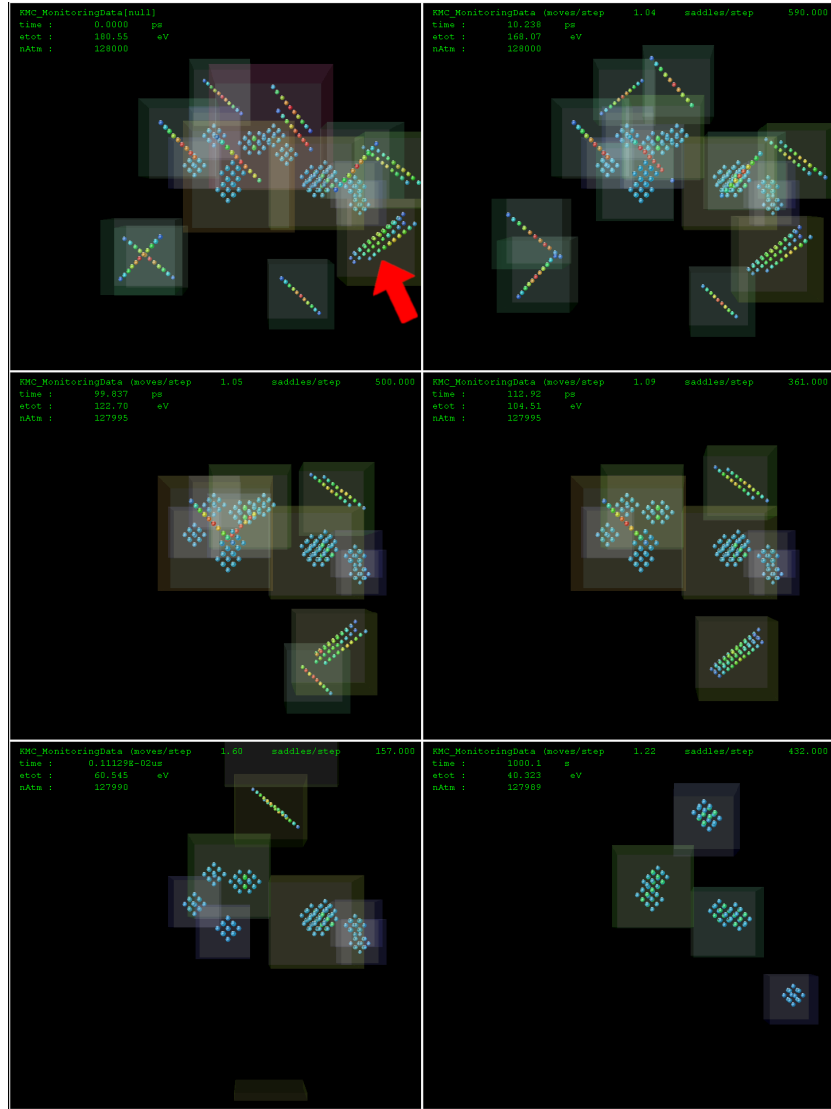 KMC_MonitoringData[null]
time : 0.0000 ps
etot : 180.55 eV
nAtm : 128000
KMC_MonitoringData (moves/step 1.04 saddles/step 590.000
time : 10.238 ps
etot : 168.07 eV
nAtm : 128000
KMC_MonitoringData (moves/step 1.05 saddles/step 500.000
time : 99.837 ps
etot : 122.70 eV
nAtm : 127995
KMC_MonitoringData (moves/step 1.09 saddles/step 361.000
time : 112.92 ps
etot : 104.51 eV
nAtm : 127995
KMC_MonitoringData (moves/step 1.60 saddles/step 157.000
time : 0.11129E-02us
etot : 60.545 eV
nAtm : 127990
KMC_MonitoringData (moves/step 1.22 saddles/step 432.000
time : 1000.1 s
etot : 40.323 eV
nAtm : 127989